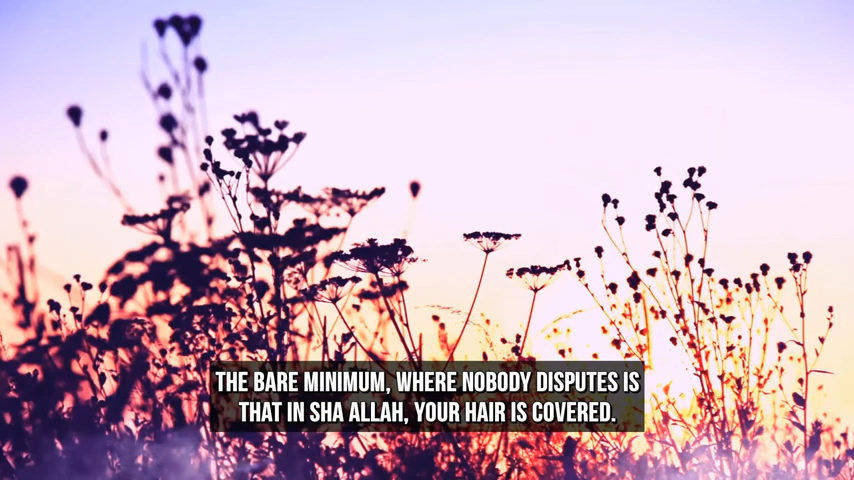 THE BARE MINIMUM, WHERE NOBODY DISPUTES IS
THAT IN SHA ALLAH, YOUR HAIR IS COVERED.